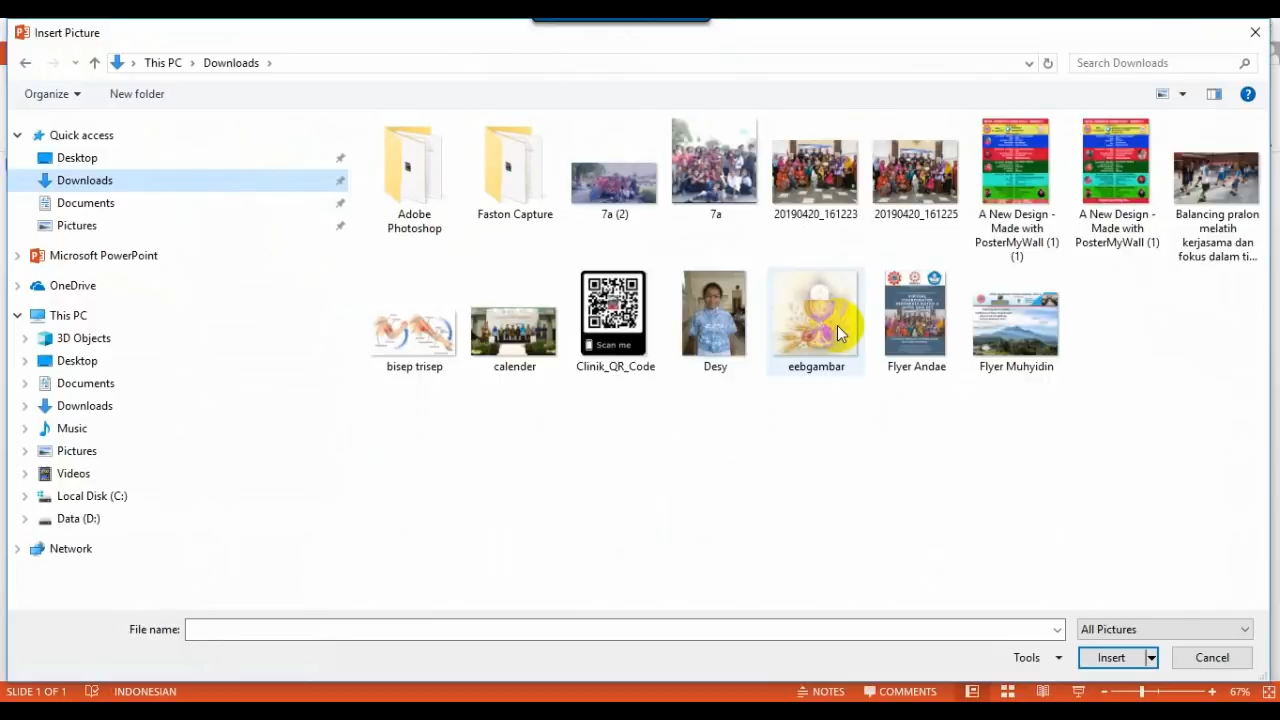 Insert Picture
This PC
Downloads
Search Downloads
Organize
New folder
Quick access
Desktop
Downloads
Documents
Pictures
Microsoft PowerPoint
OneDrive
This PC
3D Objects
Desktop
Documents
Downloads
Music
Pictures
Videos
Local Disk (C:)
Data (D:)
Network
Adobe
Photoshop
Faston Capture
7a (2)
7a
20190420_161223
20190420_161225
A New Design -
Made with
PosterMyWall (1)
(1)
A New Design -
Made with
PosterMyWall (1)
Balancing pralon
melatih
kerjasama dan
fokus dalam ti...
bisep trisep
calender
Scan me
Clinik_QR_Code
Desy
eebgambar
Flyer Andae
Flyer Muhyidin
File name:
All Pictures
Tools
Insert
Cancel
SLIDE 1 OF 1
INDONESIAN
NOTES
COMMENTS
67%